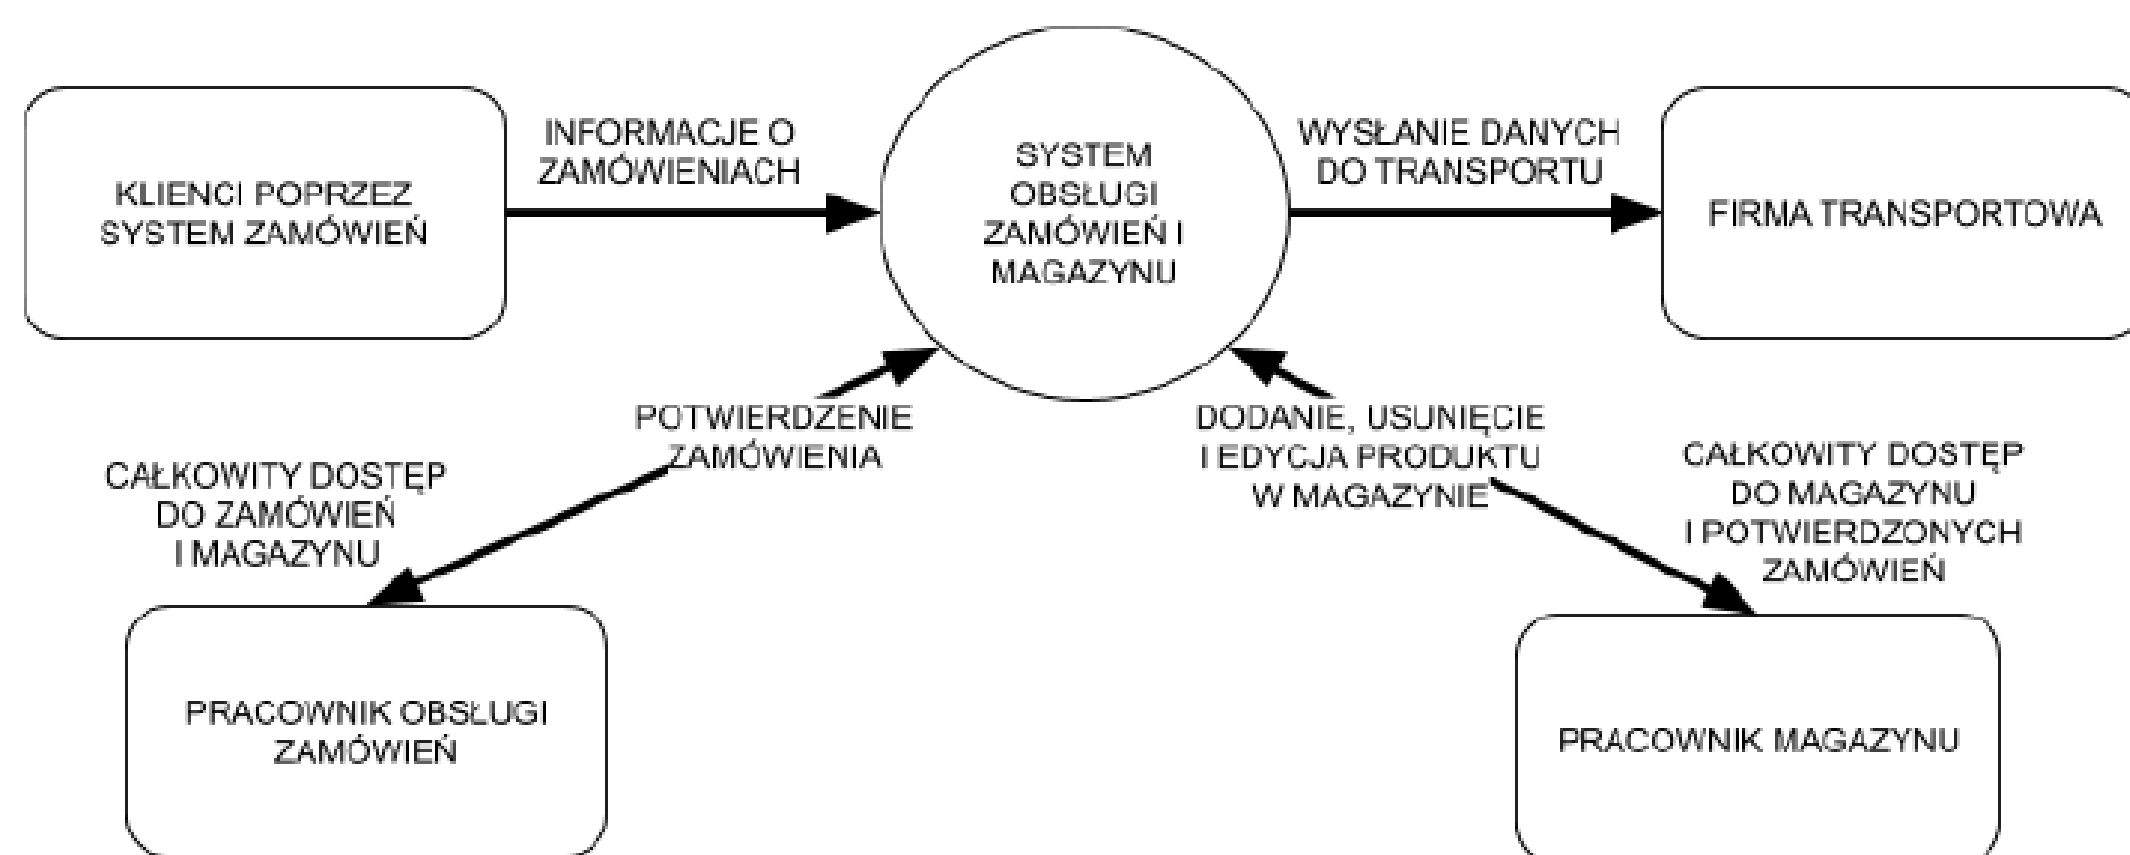 KLIENCI POPRZEZ
SYSTEM ZAMÓWIEŃ
INFORMACJE O
ZAMÓWIENIACH
SYSTEM
OBSŁUGI
ZAMÓWIEŃ I
MAGAZYNU
WYSŁANIE DANYCH
DO TRANSPORTU
FIRMA TRANSPORTOWA
POTWIERDZENIE
ZAMÓWIENIA
DODANIE, USUNIĘCIE
I EDYCJA PRODUKTU
W MAGAZYNIE
CAŁKOWITY DOSTĘP
DO ZAMÓWIEŃ
I MAGAZYNU
CAŁKOWITY DOSTĘP
DO MAGAZYNU
I POTWIERDZONYCH
ZAMÓWIEŃ
PRACOWNIK OBSŁUGI
ZAMÓWIEŃ
PRACOWNIK MAGAZYNU